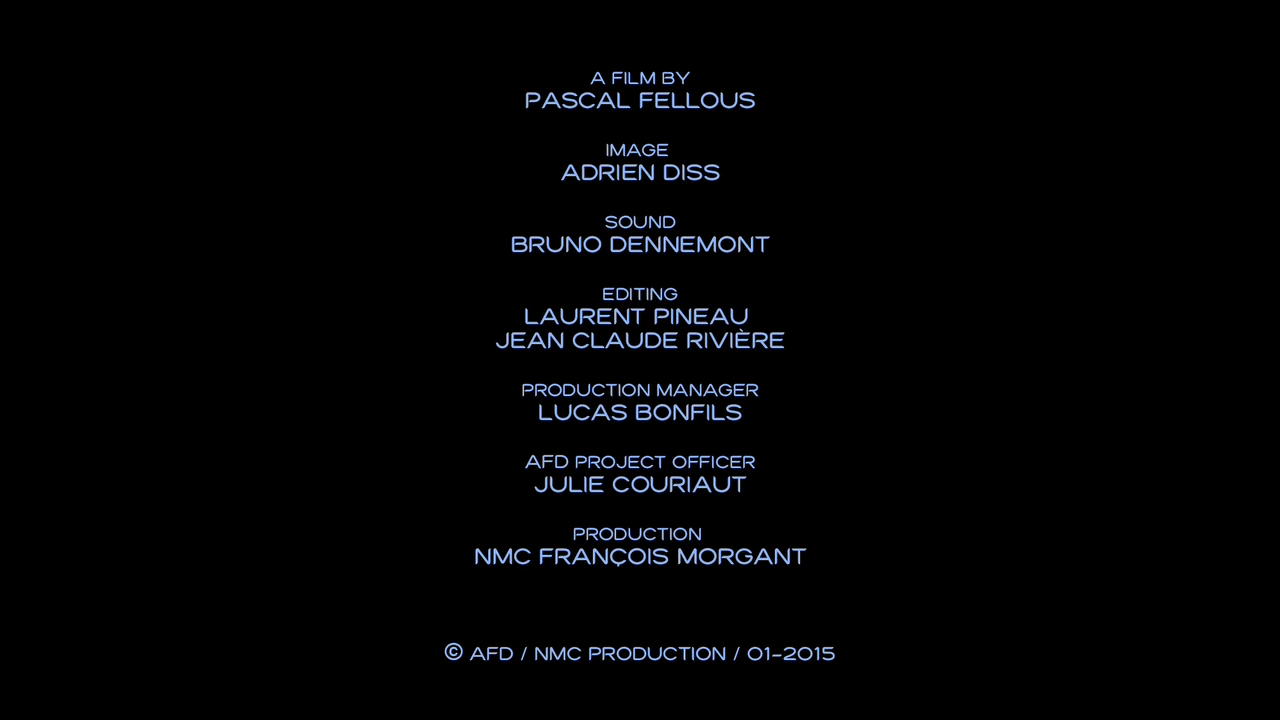 A FILM BY
PASCAL FELLOUS
IMAGE
ADRIEN DISS
SOUND
BRUNO DENNEMONT
EDITING
LAURENT PINEAU
JEAN CLAUDE RIVIÈRE
PRODUCTION MANAGER
LUCAS BONFILS
AFD PROJECT OFFICER
JULIE COURIAUT
PRODUCTION
NMC FRANÇOIS MORGANT
© AFD / NMC PRODUCTION / 01-2015